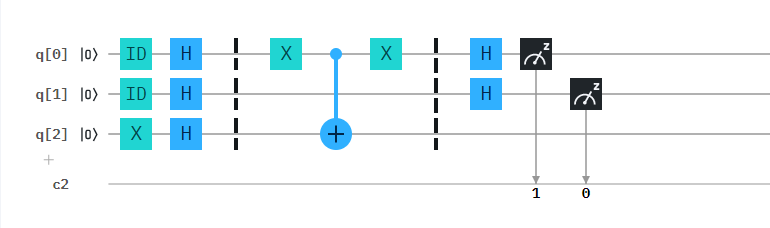 q[0] |0⟩ ID H X X H z
q[1] |0⟩ ID H H z
q[2] |0⟩ X H +
+
c2
1 0